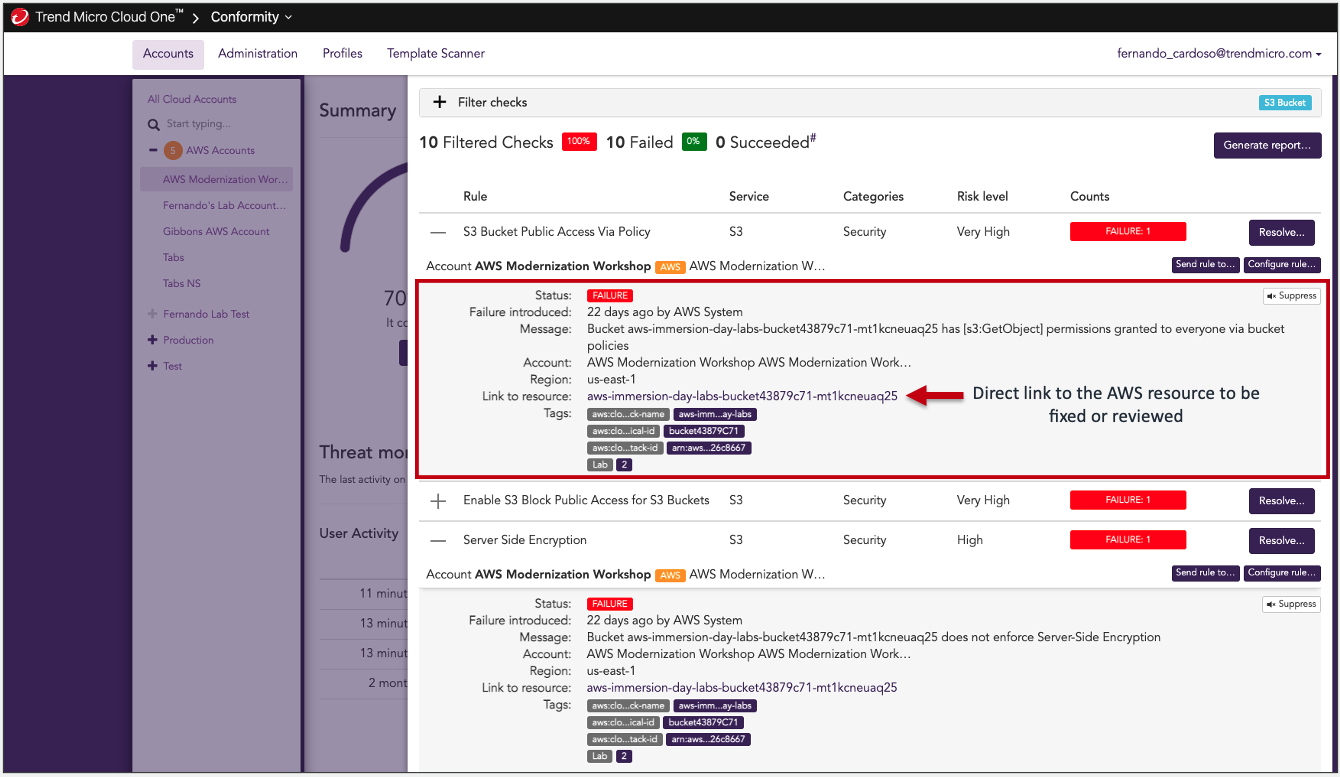 Trend Micro Cloud One™ > Conformity
Accounts Administration Profiles Template Scanner fernando_cardoso@trendmicro.com
All Cloud Accounts
Start typing...
5 AWS Accounts
AWS Modernization Wor...
Fernando's Lab Account...
Gibbons AWS Account
Tabs
Tabs NS
Fernando Lab Test
Production
Test
Summary
70
It co
Threat mo
The last activity on
User Activity
11 minut
13 minut
13 minut
2 mont
Filter checks S3 Bucket
10 Filtered Checks 100% 10 Failed 0% 0 Succeeded#
Generate report...
Rule Service Categories Risk level Counts
S3 Bucket Public Access Via Policy S3 Security Very High FAILURE: 1 Resolve...
Account AWS Modernization Workshop AWS AWS Modernization W... Send rule to... Configure rule...
Status: FAILURE Suppress
Failure introduced: 22 days ago by AWS System
Message: Bucket aws-immersion-day-labs-bucket43879c71-mt1kcneuaq25 has [s3:GetObject] permissions granted to everyone via bucket
policies
Account: AWS Modernization Workshop AWS Modernization Work...
Region: us-east-1
Link to resource: aws-immersion-day-labs-bucket43879c71-mt1kcneuaq25
Direct link to the AWS resource to be
fixed or reviewed
Tags: aws:clo...ck-name aws-imm...ay-labs
aws:clo...ical-id bucket43879C71
aws:clo...tack-id arn:aws...26c8667
Lab 2
Enable S3 Block Public Access for S3 Buckets S3 Security Very High FAILURE: 1 Resolve...
Server Side Encryption S3 Security High FAILURE: 1 Resolve...
Account AWS Modernization Workshop AWS AWS Modernization W... Send rule to... Configure rule...
Status: FAILURE Suppress
Failure introduced: 22 days ago by AWS System
Message: Bucket aws-immersion-day-labs-bucket43879c71-mt1kcneuaq25 does not enforce Server-Side Encryption
Account: AWS Modernization Workshop AWS Modernization Work...
Region: us-east-1
Link to resource: aws-immersion-day-labs-bucket43879c71-mt1kcneuaq25
Tags: aws:clo...ck-name aws-imm...ay-labs
aws:clo...ical-id bucket43879C71
aws:clo...tack-id arn:aws...26c8667
Lab 2